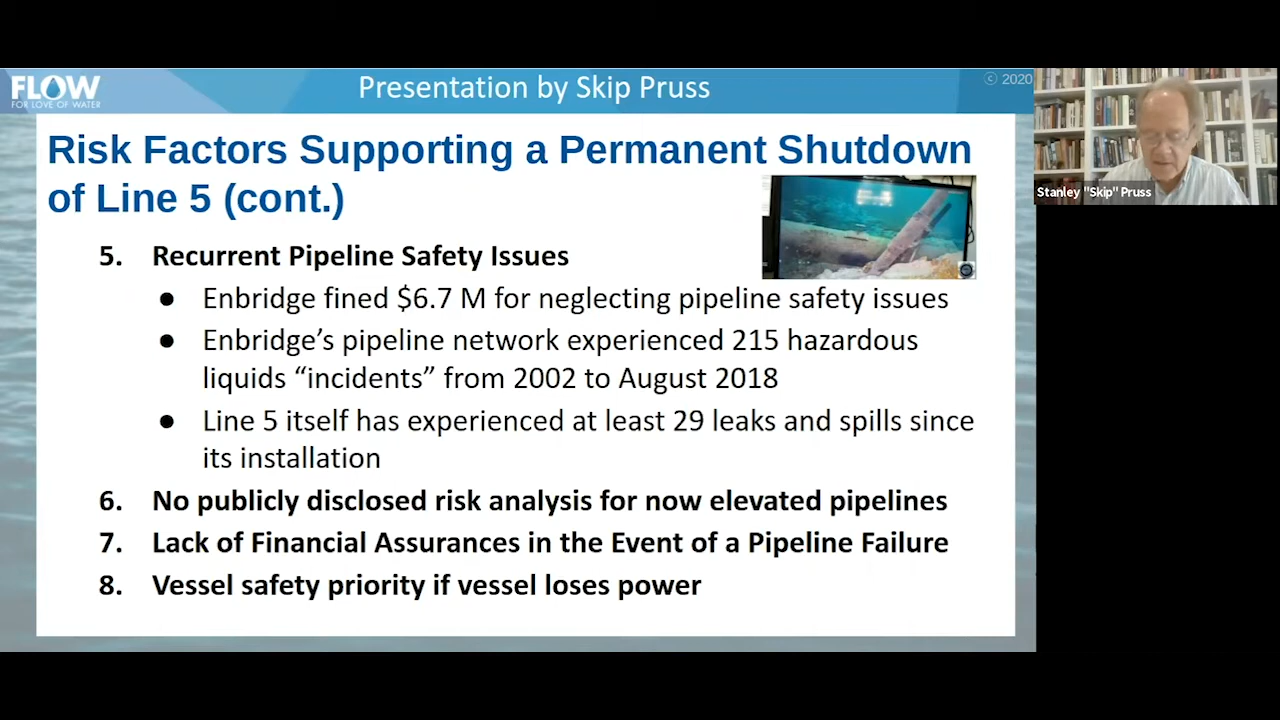 FLOW
FOR LOVE OF WATER
Presentation by Skip Pruss
© 2020
Risk Factors Supporting a Permanent Shutdown
of Line 5 (cont.)
5. Recurrent Pipeline Safety Issues
● Enbridge fined $6.7 M for neglecting pipeline safety issues
● Enbridge’s pipeline network experienced 215 hazardous
liquids “incidents” from 2002 to August 2018
● Line 5 itself has experienced at least 29 leaks and spills since
its installation
6. No publicly disclosed risk analysis for now elevated pipelines
7. Lack of Financial Assurances in the Event of a Pipeline Failure
8. Vessel safety priority if vessel loses power
Stanley "Skip" Pruss